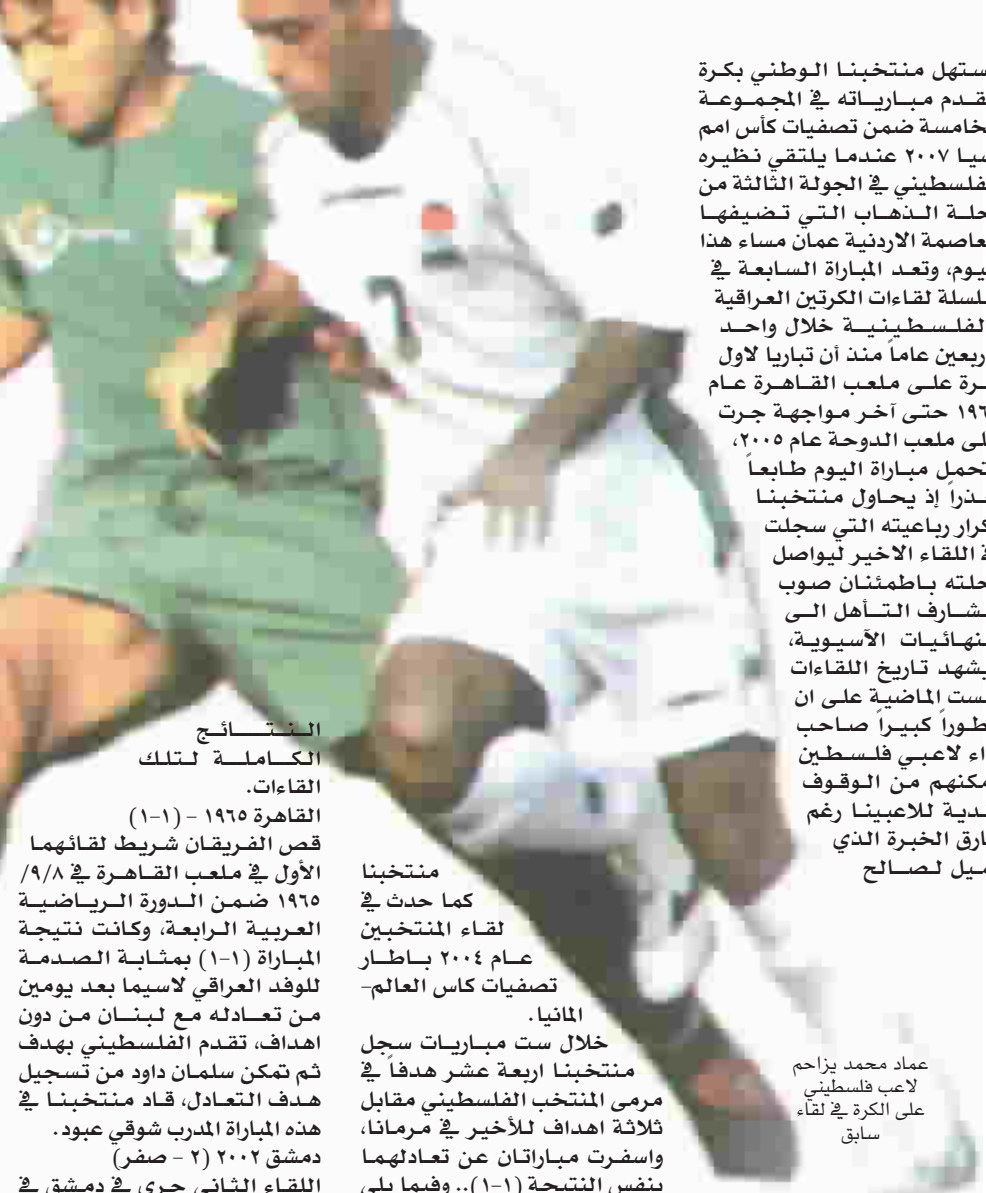 ستهل منتخبنا الوطني بكرة
قدم مبارياته في المجموعة
خامسة ضمن تصفيات كأس امم
سيا ٢٠٠٧ عندما يلتقي نظيره
فلسطيني في الجولة الثالثة من
حلة الذهاب التي تضيفها
عاصمة الاردنية عمان مساء هذا
يوم، وتعد المباراة السابعة في
لسلة لقاءات الكرتين العراقية
لفلسطينية خلال واحد
ربعين عاماً منذ أن تباريا لاول
رة على ملعب القاهرة عام
١٩٦ حتى آخر مواجهة جرت
لى ملعب الدوحة عام ٢٠٠٥،
تحمل مباراة اليوم طابعاً
ذراً إذ يحاول منتخبنا
كرار رباعيته التي سجلت
في اللقاء الاخير ليواصل
حلته باطمئنان صوب
شارف التأهل الى
نهائيات الآسيوية،
يشهد تاريخ اللقاءات
ست الماضية على ان
طوراً كبيراً صاحب
اء لاعبي فلسطين
مكنهم من الوقوف
دية للاعبينا رغم
ارق الخبرة الذي
ميل لصالح
عماد محمد يزاحم
لاعب فلسطيني
على الكرة في لقاء
سابق
منتخبنا
كما حدث في
لقاء المنتخبين
عام ٢٠٠٤ باطار
تصفيات كاس العالم-
المانيا.
خلال ست مباريات سجل
منتخبنا اربعة عشر هدفاً في
مرمى المنتخب الفلسطيني مقابل
ثلاثة اهداف للأخير في مرمانا،
واسفرت مباراتان عن تعادلهما
بنفس النتيجة (١-١).. وفيما يلي
النتائج
الكاملة لتلك
القاءات.
القاهرة ١٩٦٥ - (١-١)
قص الفريقان شريط لقائهما
الأول في ملعب القاهرة في ٩/٨/
١٩٦٥ ضمن الدورة الرياضية
العربية الرابعة، وكانت نتيجة
المباراة (١-١) بمثابة الصدمة
للوفد العراقي لاسيما بعد يومين
من تعادله مع لبنان من دون
اهداف، تقدم الفلسطيني بهدف
ثم تمكن سلمان داود من تسجيل
هدف التعادل، قاد منتخبنا في
هذه المباراة المدرب شوقي عبود.
دمشق ٢٠٠٢ (٢ - صفر)
اللقاء الثاني جرى في دمشق في